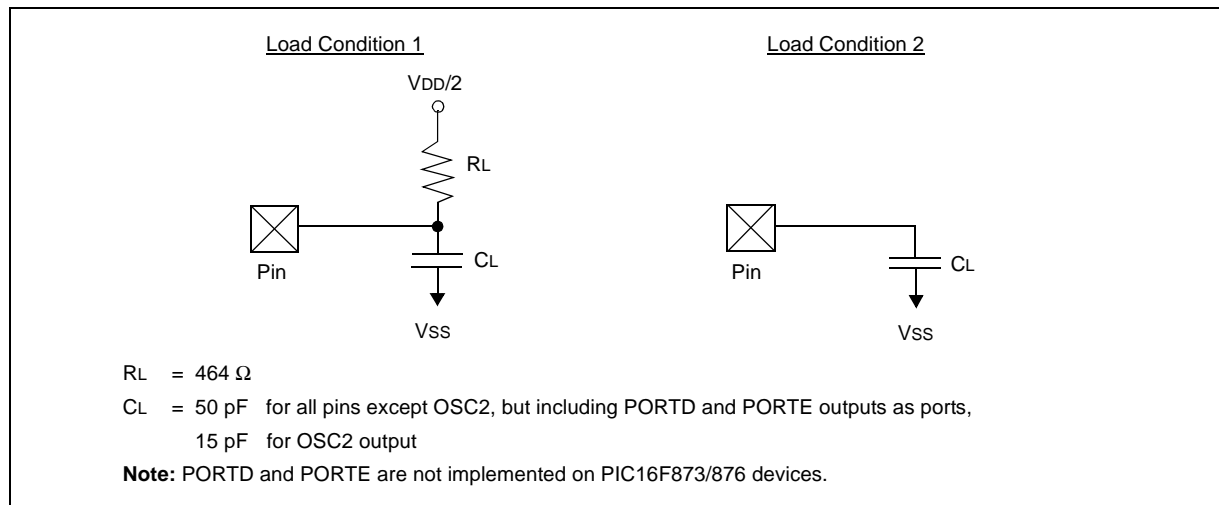 Load Condition 1
Load Condition 2
VDD/2
RL
CL
Pin
VSS
CL
Pin
VSS
RL = 464 Ω
CL = 50 pF for all pins except OSC2, but including PORTD and PORTE outputs as ports,
15 pF for OSC2 output
Note: PORTD and PORTE are not implemented on PIC16F873/876 devices.